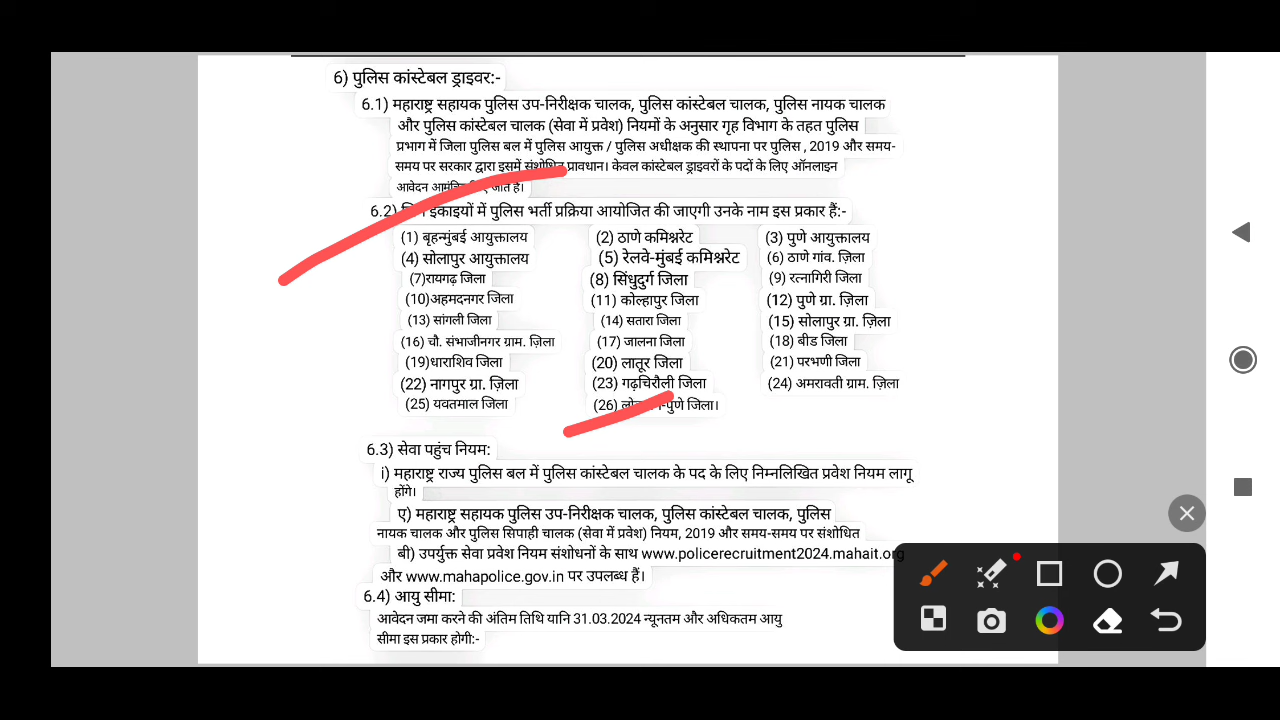 6) पुलिस कांस्टेबल ड्राइवर:-
6.1) महाराष्ट्र सहायक पुलिस उप-निरीक्षक चालक, पुलिस कांस्टेबल चालक, पुलिस नायक चालक
और पुलिस कांस्टेबल चालक (सेवा में प्रवेश) नियमों के अनुसार गृह विभाग के तहत पुलिस
प्रभाग में जिला पुलिस बल में पुलिस आयुक्त / पुलिस अधीक्षक की स्थापना पर पुलिस , 2019 और समय-
समय पर सरकार द्वारा इसमें संशोधित प्रावधान। केवल कांस्टेबल ड्राइवरों के पदों के लिए ऑनलाइन
आवेदन जाते हैं।
6.2) इकाइयों में पुलिस भर्ती प्रक्रिया आयोजित की जाएगी उनके नाम इस प्रकार हैं:-
(1) बृहन्मुंबई आयुक्तालय (2) ठाणे कमिश्नरेट (3) पुणे आयुक्तालय
(4) सोलापुर आयुक्तालय (5) रेलवे-मुंबई कमिश्नरेट (6) ठाणे गांव. ज़िला
(7)रायगढ़ जिला (8) सिंधुदुर्ग जिला (9) रत्नागिरी जिला
(10)अहमदनगर जिला (11) कोल्हापुर जिला (12) पुणे ग्रा. ज़िला
(13) सांगली जिला (14) सतारा जिला (15) सोलापुर ग्रा. ज़िला
(16) चौ. संभाजीनगर ग्राम. ज़िला (17) जालना जिला (18) बीड जिला
(19)धाराशिव जिला (20) लातूर जिला (21) परभणी जिला
(22) नागपुर ग्रा. ज़िला (23) गढ़चिरौली जिला (24) अमरावती ग्राम. ज़िला
(25) यवतमाल जिला (26) जिला।
6.3) सेवा पहुंच नियम:
i) महाराष्ट्र राज्य पुलिस बल में पुलिस कांस्टेबल चालक के पद के लिए निम्नलिखित प्रवेश नियम लागू
होंगे।
ए) महाराष्ट्र सहायक पुलिस उप-निरीक्षक चालक, पुलिस कांस्टेबल चालक, पुलिस
नायक चालक और पुलिस सिपाही चालक (सेवा में प्रवेश) नियम, 2019 और समय-समय पर संशोधित
बी) उपर्युक्त सेवा प्रवेश नियम संशोधनों के साथ www.policerecruitment2024.mahait.org
और www.mahapolice.gov.in पर उपलब्ध हैं।
6.4) आयु सीमा:
आवेदन जमा करने की अंतिम तिथि यानि 31.03.2024 न्यूनतम और अधिकतम आयु
सीमा इस प्रकार होगी:-